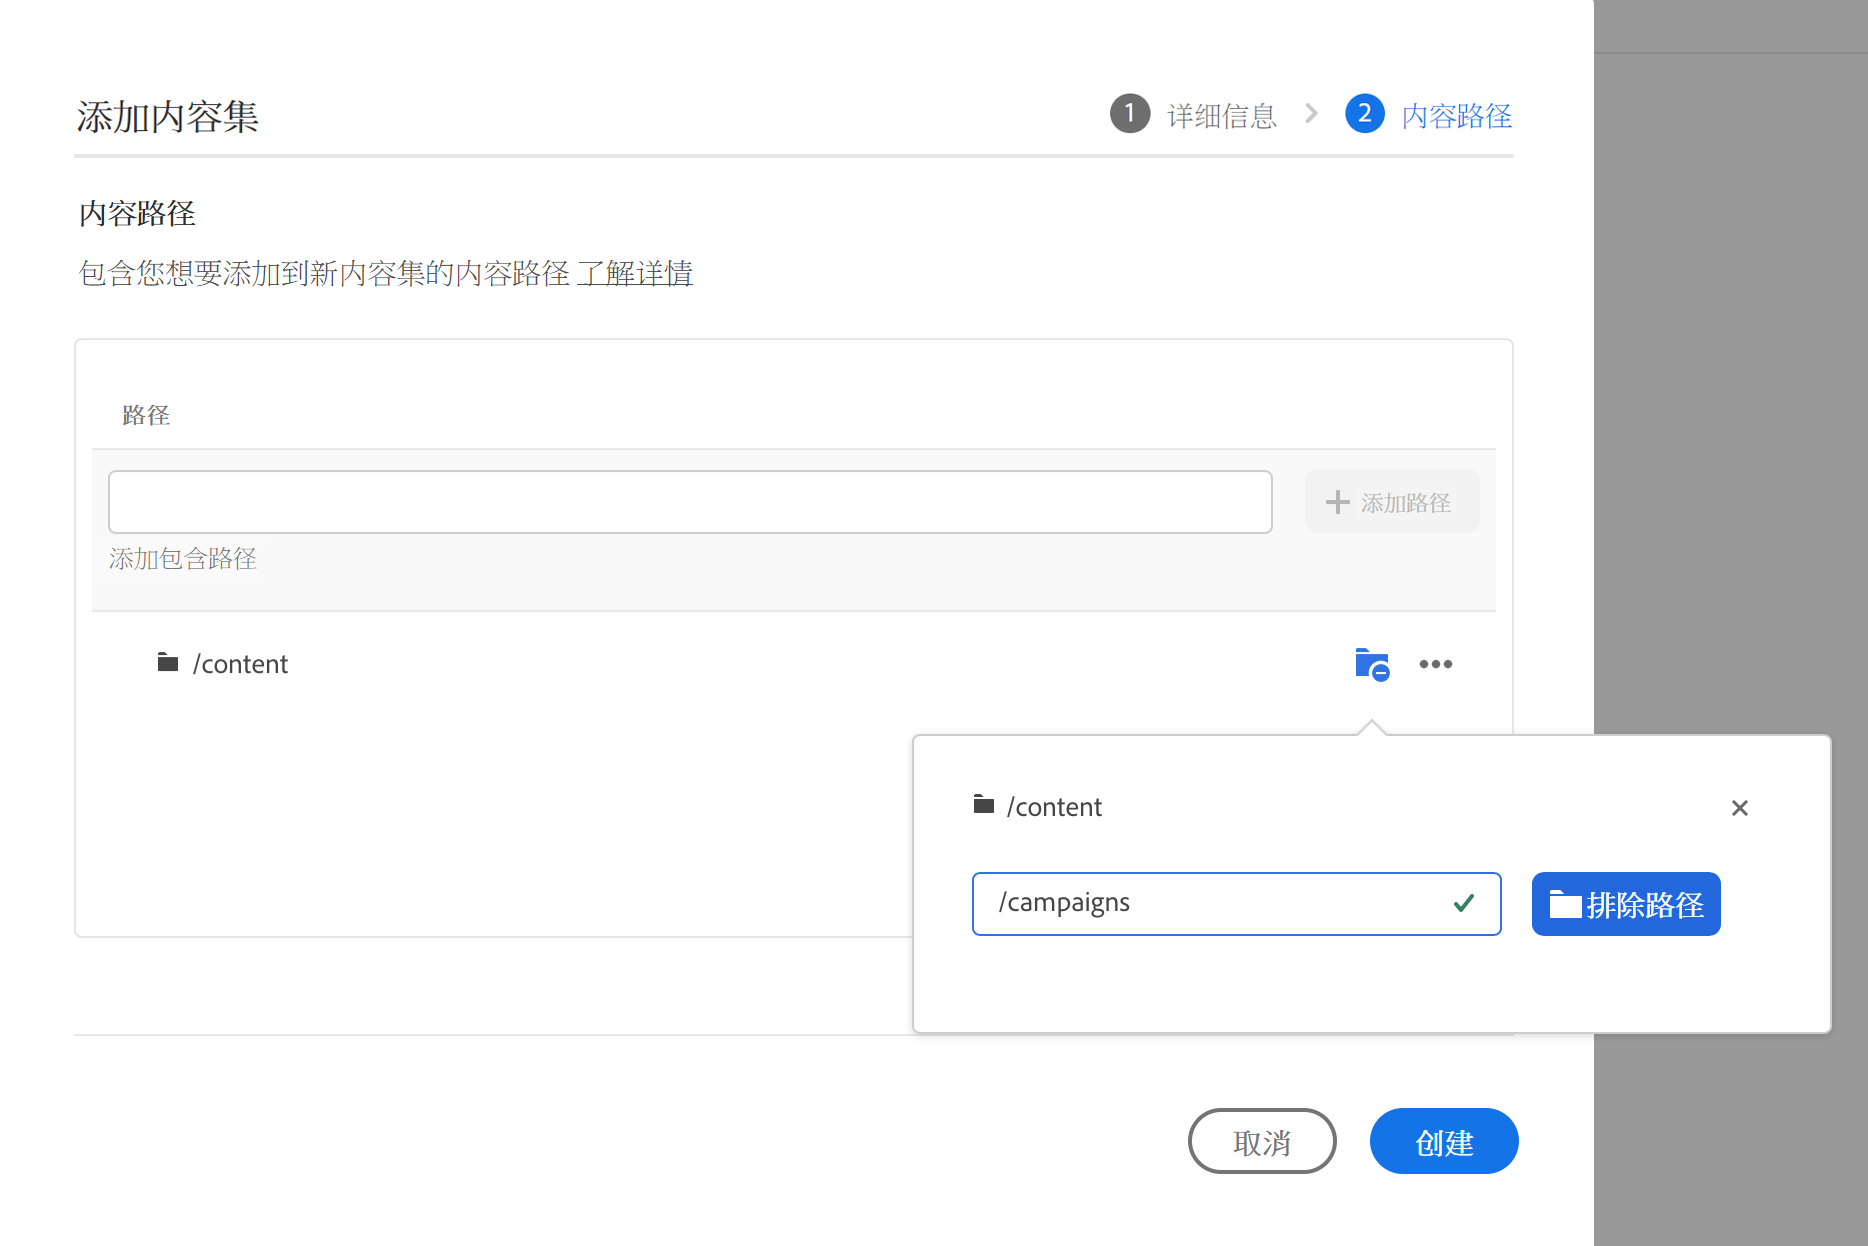 添加内容集
1 详细信息 > 2 内容路径
内容路径
包含您想要添加到新内容集的内容路径 了解详情
路径
添加路径
添加包含路径
/content
/content
/campaigns
排除路径
取消
创建